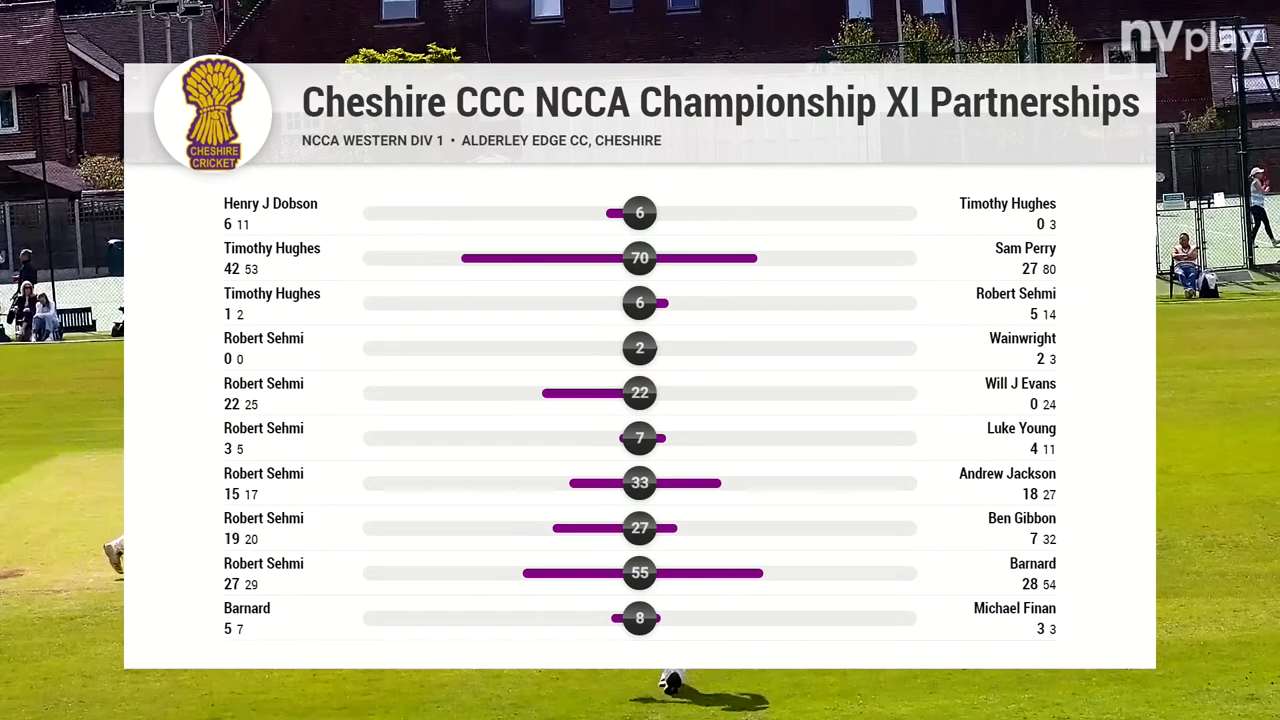 nvplay
Cheshire CCC NCCA Championship XI Partnerships
NCCA WESTERN DIV 1 • ALDERLEY EDGE CC, CHESHIRE
CHESHIRE
CRICKET
Henry J Dobson 6 Timothy Hughes
6 11 0 3
Timothy Hughes 70 Sam Perry
42 53 27 80
Timothy Hughes 6 Robert Sehmi
1 2 5 14
Robert Sehmi 2 Wainwright
0 0 2 3
Robert Sehmi 22 Will J Evans
22 25 0 24
Robert Sehmi 7 Luke Young
3 5 4 11
Robert Sehmi 33 Andrew Jackson
15 17 18 27
Robert Sehmi 27 Ben Gibbon
19 20 7 32
Robert Sehmi 55 Barnard
27 29 28 54
Barnard 8 Michael Finan
5 7 3 3